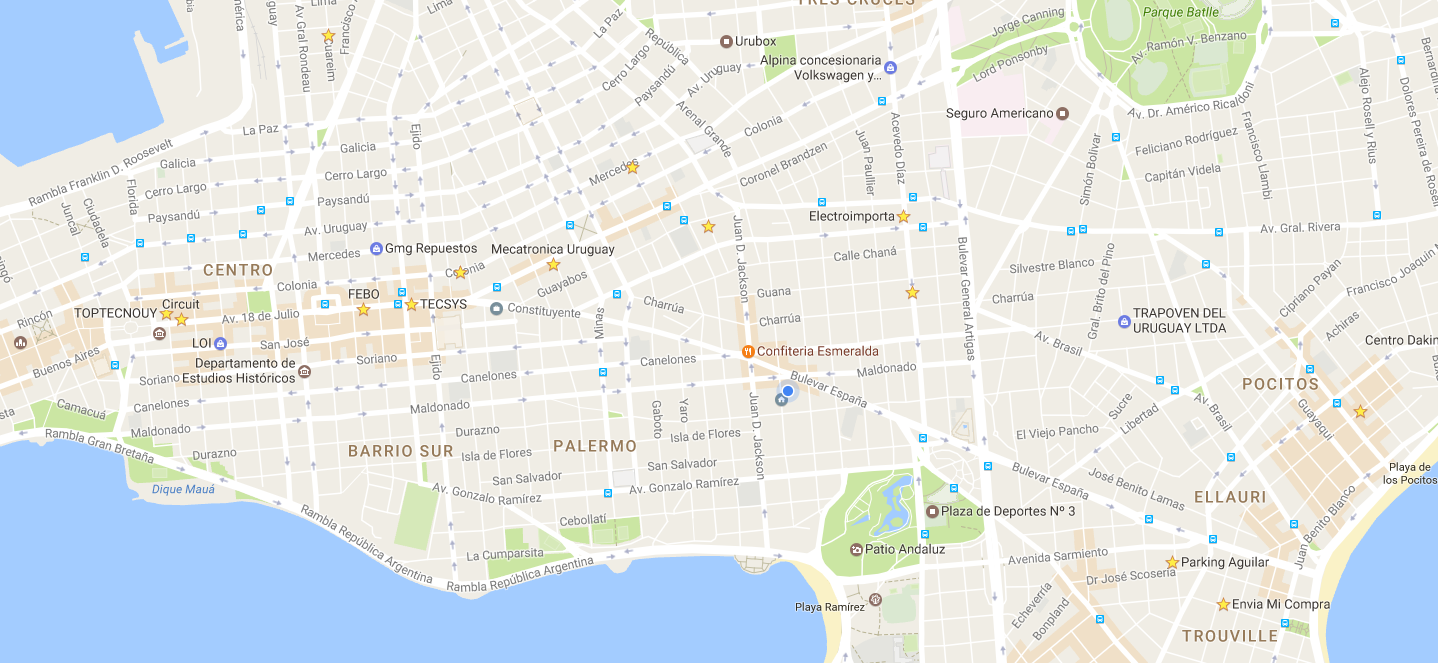 TRES CRUCES
Parque Batlle
Jorge Canning
Av. Ramón V. Benzano
Lord Ponsonby
La Paz
Lima
Lima
República
Av Gral Rondeau
Francisco
América
Cerro Largo
Paysandú
Av. Uruguay
Urubox
Alpina concesionaria
Volkswagen y...
Seguro Americano
Av. Dr. Américo Ricaldoni
Alejo Rosell y Rius
Dolores Pereira de Rosell
Bernardina
Francisco Llambi
Feliciano Rodríguez
Capitán Videla
Simón Bolivar
Acevedo Díaz
Juan Paullier
Arenal Grande
Colonia
Coronel Brandzen
Mercedes
Rambla Franklin D. Roosevelt
La Paz
Galicia
Galicia
Cerro Largo
Cerro Largo
Paysandú
Paysandú
Florida
Ciudadela
Juncal
Ejido
Av. Uruguay
Mercedes
Gmg Repuestos
Mecatronica Uruguay
Electroimporta
Juan D. Jackson
Calle Chaná
Bulevar General Artigas
Silvestre Blanco
Gral. Brito del Pino
Av. Gral. Rivera
Cipriano Payan
Francisco Joaquin M
CENTRO
Colonia
Colonia
Guayabos
FEBO
TECSYS
Circuit
TOPTECNOUY
Av. 18 de Julio
Constituyente
Charrúa
Guana
Charrúa
Charrúa
Minas
Rincón
LOI
San José
Buenos Aires
Soriano
Soriano
Departamento de
Estudios Históricos
Ejido
Canelones
Canelones
Canelones
Confiteria Esmeralda
Maldonado
Bulevar España
TRAPOVEN DEL
URUGUAY LTDA
Av. Brasil
Achiras
Centro Dakin
POCITOS
Guayaqui
Av. Brasil
Sucre
Libertad
El Viejo Pancho
Camacuá
Maldonado
Maldonado
Rambla Gran Bretaña
Durazno
Durazno
BARRIO SUR
Isla de Flores
PALERMO
Gaboto
Yaro
Isla de Flores
Juan D. Jackson
San Salvador
San Salvador
Av. Gonzalo Ramírez
Av. Gonzalo Ramírez
Dique Mauá
Rambla República Argentina
Cebollatí
La Cumparsita
Rambla República Argentina
Bulevar España
José Benito Lamas
ELLAURI
Playa de
los Pocitos
Juan Benito Blanco
Plaza de Deportes Nº 3
Patio Andaluz
Playa Ramírez
Avenida Sarmiento
Dr José Scoseria
Parking Aguilar
Echeverría
Bonpland
Envia Mi Compra
TROUVILLE